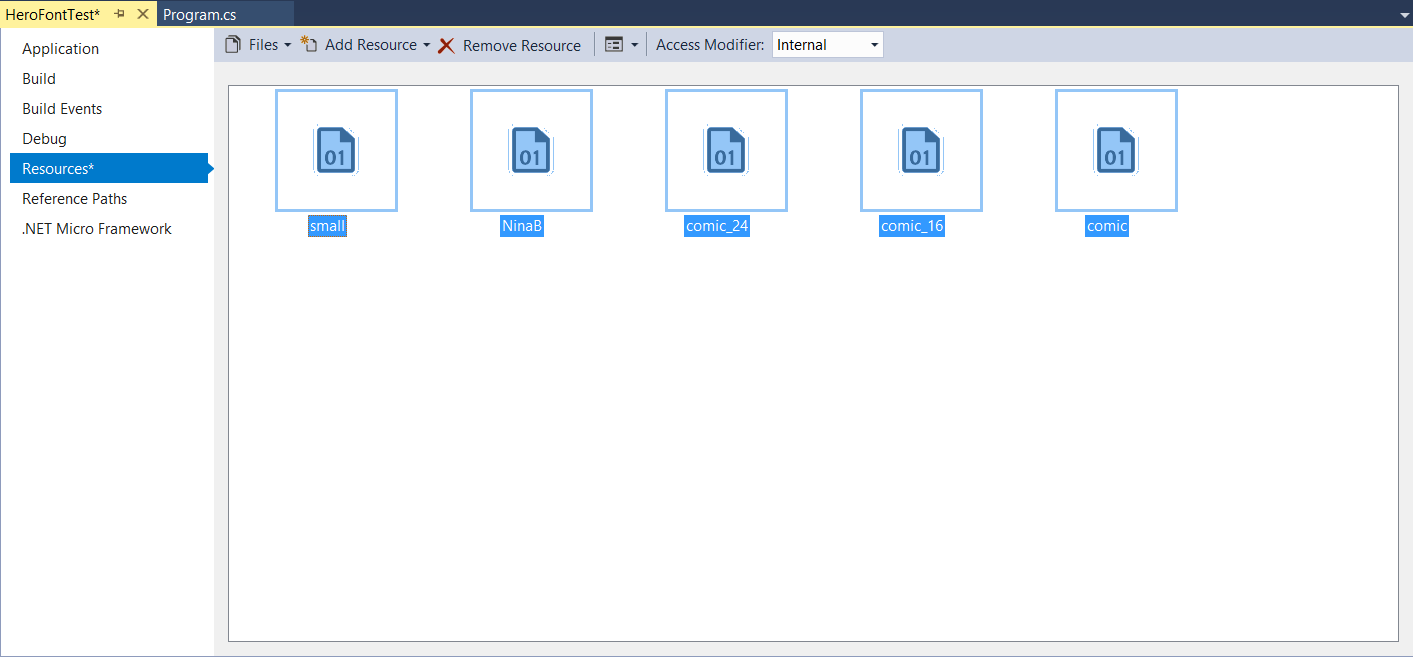 HeroFontTest* Program.cs
Files Add Resource Remove Resource Access Modifier: Internal
Application
Build
Build Events
Debug
Resources*
Reference Paths
.NET Micro Framework
01 01 01 01 01
small NinaB comic_24 comic_16 comic